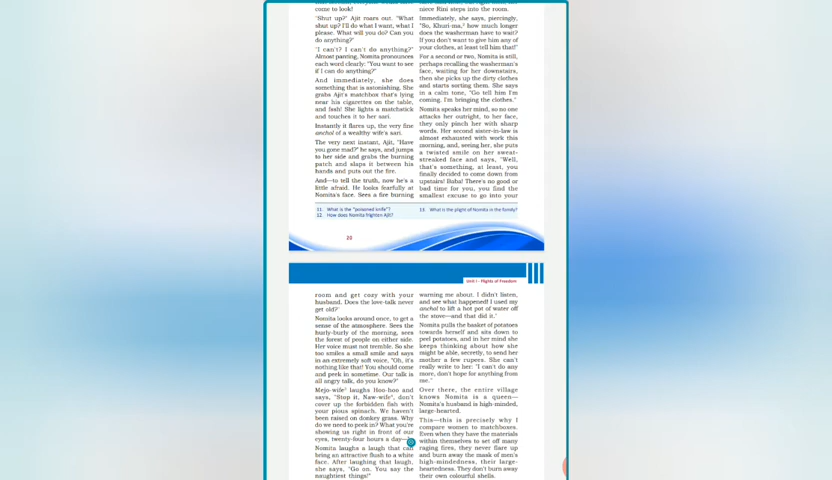 come to look!
"Shut up?" Ajit roars out. "What
shut up? I'll do what I want, what I
please. What will you do? Can you
do anything?"
"I can't? I can't do anything?"
Almost panting, Nomita pronounces
each word clearly: "You want to see
if I can do anything?"
And immediately, she does
something that is astonishing. She
grabs Ajit's matchbox that's lying
near his cigarettes on the table,
and fssh! She lights a matchstick
and touches it to her sari.
Instantly it flares up, the very fine
anchol of a wealthy wife's sari.
The very next instant, Ajit, "Have
you gone mad?" he says, and jumps
to her side and grabs the burning
patch and slaps it between his
hands and puts out the fire.
And—to tell the truth, now he's a
little afraid. He looks fearfully at
Nomita's face. Sees a fire burning
niece Rini steps into the room.
Immediately, she says, piercingly,
"So, Khuri-ma,² how much longer
does the washerman have to wait?
If you don't want to give him any of
your clothes, at least tell him that!"
For a second or two, Nomita is still,
perhaps recalling the washerman's
face, waiting for her downstairs,
then she picks up the dirty clothes
and starts sorting them. She says
in a calm tone, "Go tell him I'm
coming. I'm bringing the clothes."
Nomita speaks her mind, so no one
attacks her outright, to her face,
they only pinch her with sharp
words. Her second sister-in-law is
almost exhausted with work this
morning, and, seeing her, she puts
a twisted smile on her sweat-
streaked face and says, "Well,
that's something, at least, you
finally decided to come down from
upstairs! Baba! There's no good or
bad time for you, you find the
smallest excuse to go into your
11. What is the "poisoned knife"?
12. How does Nomita frighten Ajit?
13. What is the plight of Nomita in the family?
20
Unit I - Flights of Freedom
room and get cozy with your
husband. Does the love-talk never
get old?"
Nomita looks around once, to get a
sense of the atmosphere. Sees the
hurly-burly of the morning, sees
the forest of people on either side.
Her voice must not tremble. So she
too smiles a small smile and says
in an extremely soft voice, "Oh, it's
nothing like that! You should come
and peek in sometime. Our talk is
all angry talk, do you know?"
Mejo-wife³ laughs Hoo-hoo and
says, "Stop it, Naw-wife⁴, don't
cover up the forbidden fish with
your pious spinach. We haven't
been raised on donkey grass. Why
do we need to peek in? What you're
showing us right in front of our
eyes, twenty-four hours a day—
Nomita laughs a laugh that can
bring an attractive flush to a white
face. After laughing that laugh,
she says, "Go on. You say the
naughtiest things!"
warning me about. I didn't listen,
and see what happened! I used my
anchol to lift a hot pot of water off
the stove—and that did it."
Nomita pulls the basket of potatoes
towards herself and sits down to
peel potatoes, and in her mind she
keeps thinking about how she
might be able, secretly, to send her
mother a few rupees. She can't
really write to her: "I can't do any
more, don't hope for anything from
me."
Over there, the entire village
knows Nomita is a queen—
Nomita's husband is high-minded,
large-hearted.
This—this is precisely why I
compare women to matchboxes.
Even when they have the materials
within themselves to set off many
raging fires, they never flare up
and burn away the mask of men's
high-mindedness, their large-
heartedness. They don't burn away
their own colourful shells.